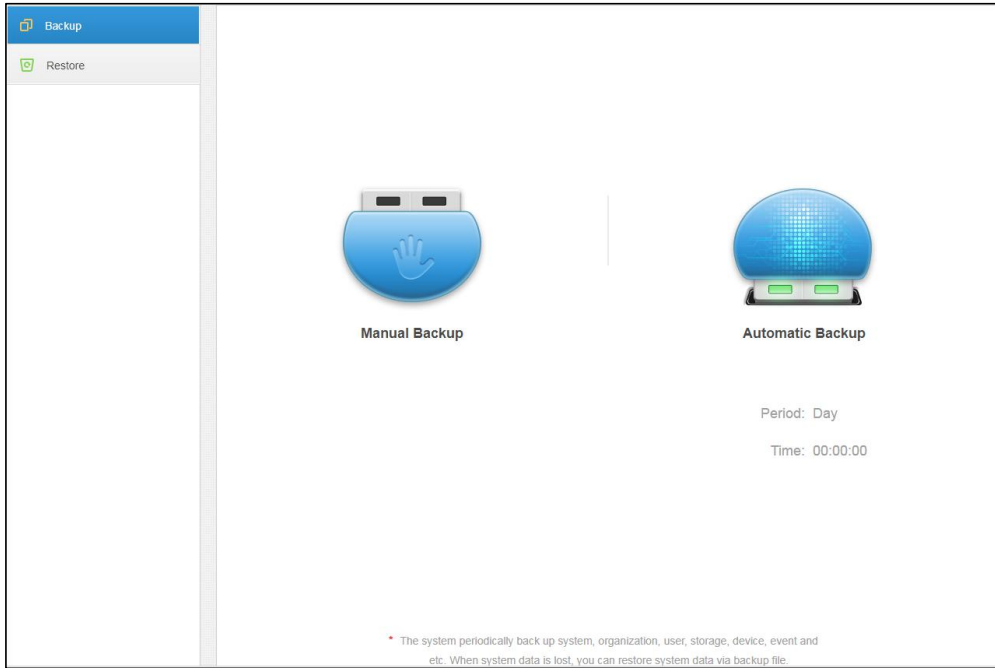 Backup
Restore
Manual Backup
Automatic Backup
Period: Day
Time: 00:00:00
* The system periodically back up system, organization, user, storage, device, event and
etc. When system data is lost, you can restore system data via backup file.